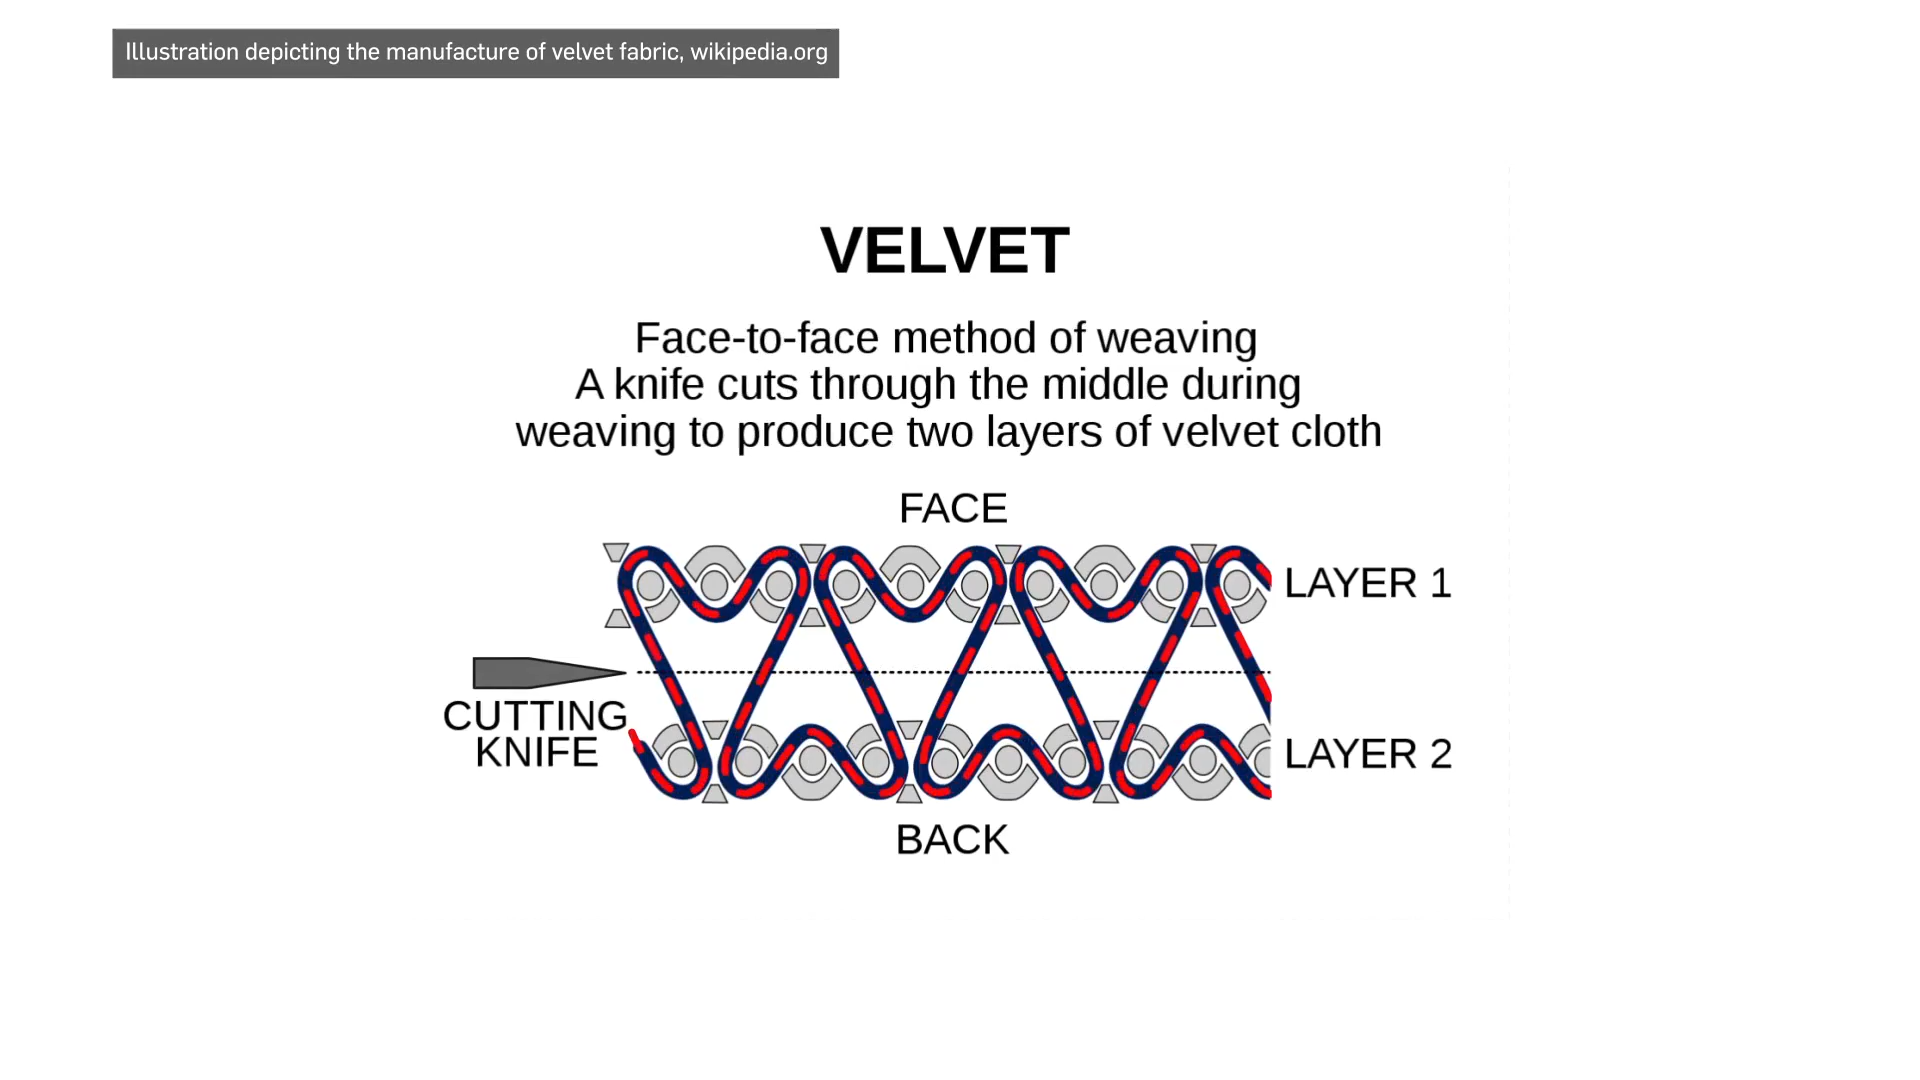 Illustration depicting the manufacture of velvet fabric, wikipedia.org
VELVET
Face-to-face method of weaving
A knife cuts through the middle during
weaving to produce two layers of velvet cloth
FACE
LAYER 1
CUTTING
KNIFE
LAYER 2
BACK